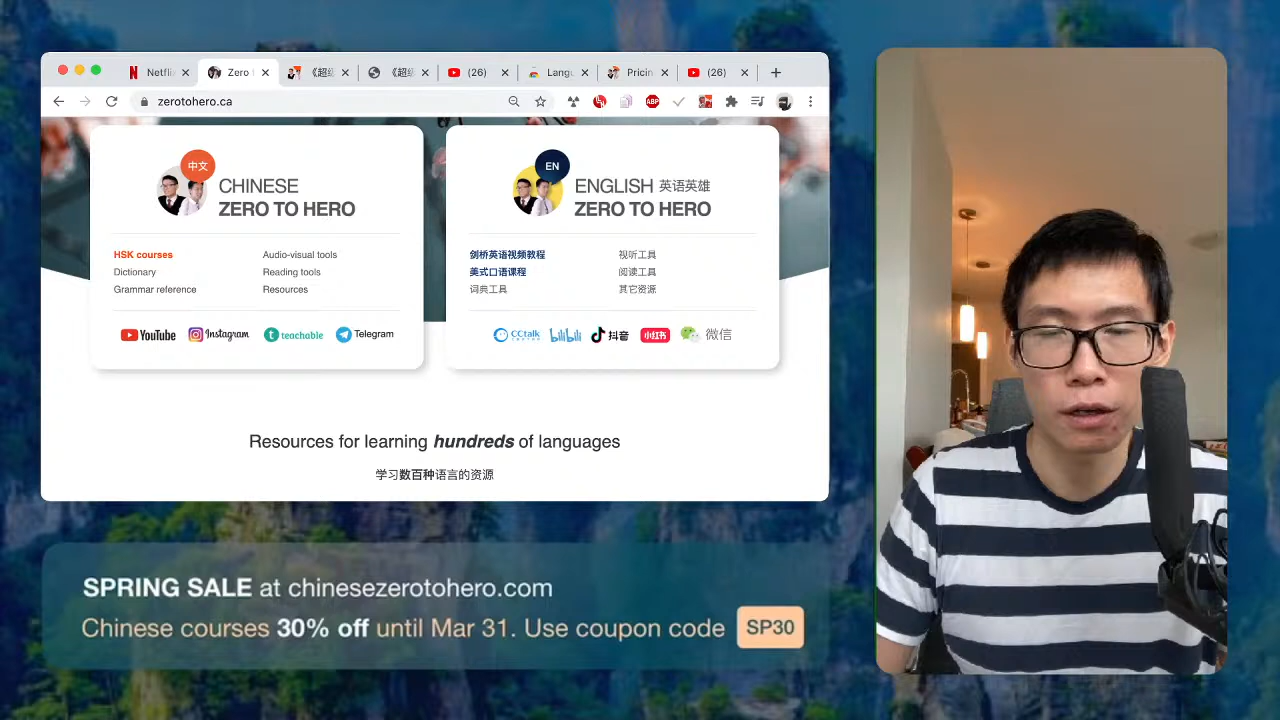 Netflix
Zero t
《超级
《超级
(26)
Langu
Pricin
(26)
zerotohero.ca
ABP
中文
CHINESE
ZERO TO HERO
HSK courses
Audio-visual tools
Dictionary
Reading tools
Grammar reference
Resources
YouTube
Instagram
teachable
Telegram
EN
ENGLISH 英语英雄
ZERO TO HERO
剑桥英语视频教程
视听工具
美式口语课程
阅读工具
词典工具
其它资源
CCtalk
bilibili
抖音
小红书
微信
Resources for learning hundreds of languages
学习数百种语言的资源
SPRING SALE at chinesezerotohero.com
Chinese courses 30% off until Mar 31. Use coupon code SP30